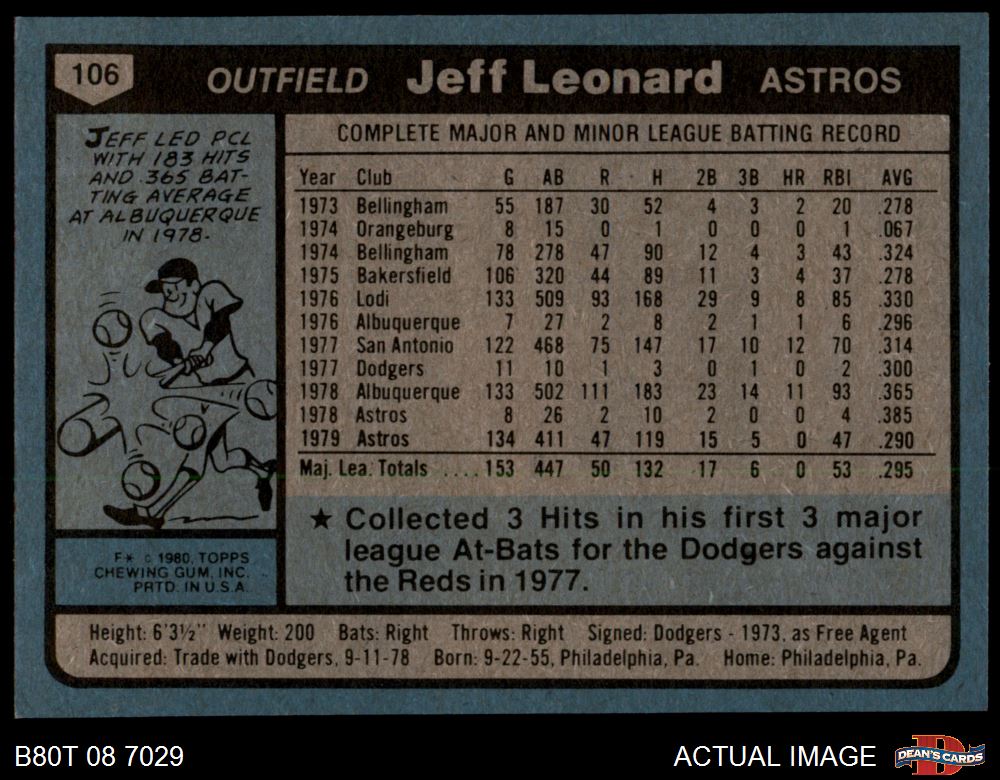 106 OUTFIELD Jeff Leonard ASTROS
JEFF LED PCL
WITH 183 HITS
AND .365 BAT-
TING AVERAGE
AT ALBUQUERQUE
IN 1978.
F* © 1980, TOPPS
CHEWING GUM, INC.
PRTD. IN U.S.A.
COMPLETE MAJOR AND MINOR LEAGUE BATTING RECORD
Year Club G AB R H 2B 3B HR RBI AVG
1973 Bellingham 55 187 30 52 4 3 2 20 .278
1974 Orangeburg 8 15 0 1 0 0 0 1 .067
1974 Bellingham 78 278 47 90 12 4 3 43 .324
1975 Bakersfield 106 320 44 89 11 3 4 37 .278
1976 Lodi 133 509 93 168 29 9 8 85 .330
1976 Albuquerque 7 27 2 8 2 1 1 6 .296
1977 San Antonio 122 468 75 147 17 10 12 70 .314
1977 Dodgers 11 10 1 3 0 1 0 2 .300
1978 Albuquerque 133 502 111 183 23 14 11 93 .365
1978 Astros 8 26 2 10 2 0 0 4 .385
1979 Astros 134 411 47 119 15 5 0 47 .290
Maj. Lea. Totals .... 153 447 50 132 17 6 0 53 .295
★ Collected 3 Hits in his first 3 major
league At-Bats for the Dodgers against
the Reds in 1977.
Height: 6'3½" Weight: 200 Bats: Right Throws: Right Signed: Dodgers - 1973, as Free Agent
Acquired: Trade with Dodgers, 9-11-78 Born: 9-22-55, Philadelphia, Pa. Home: Philadelphia, Pa.
B80T 08 7029 ACTUAL IMAGE DEAN'S CARDS